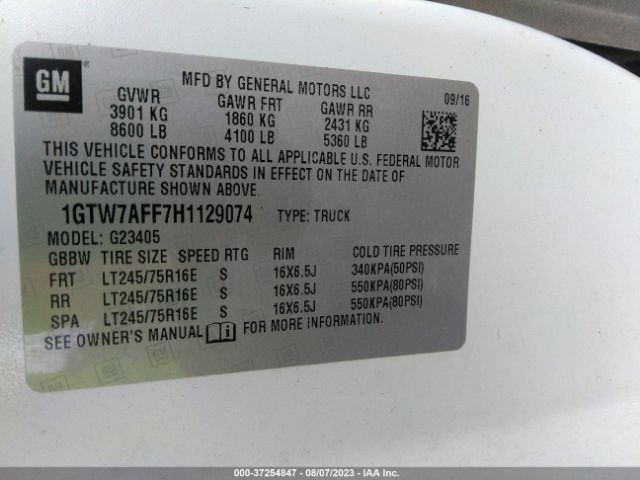 GM ®
MFD BY GENERAL MOTORS LLC
GVWR GAWR FRT GAWR RR 09/16
3901 KG 1860 KG 2431 KG
8600 LB 4100 LB 5360 LB
THIS VEHICLE CONFORMS TO ALL APPLICABLE U.S. FEDERAL MOTOR
VEHICLE SAFETY STANDARDS IN EFFECT ON THE DATE OF
MANUFACTURE SHOWN ABOVE.
1GTW7AFF7H1129074 TYPE: TRUCK
MODEL: G23405
GBBW TIRE SIZE SPEED RTG RIM COLD TIRE PRESSURE
FRT LT245/75R16E S 16X6.5J 340KPA(50PSI)
RR LT245/75R16E S 16X6.5J 550KPA(80PSI)
SPA LT245/75R16E S 16X6.5J 550KPA(80PSI)
SEE OWNER'S MANUAL FOR MORE INFORMATION.
000-37254847 - 08/07/2023 - IAAI.COM